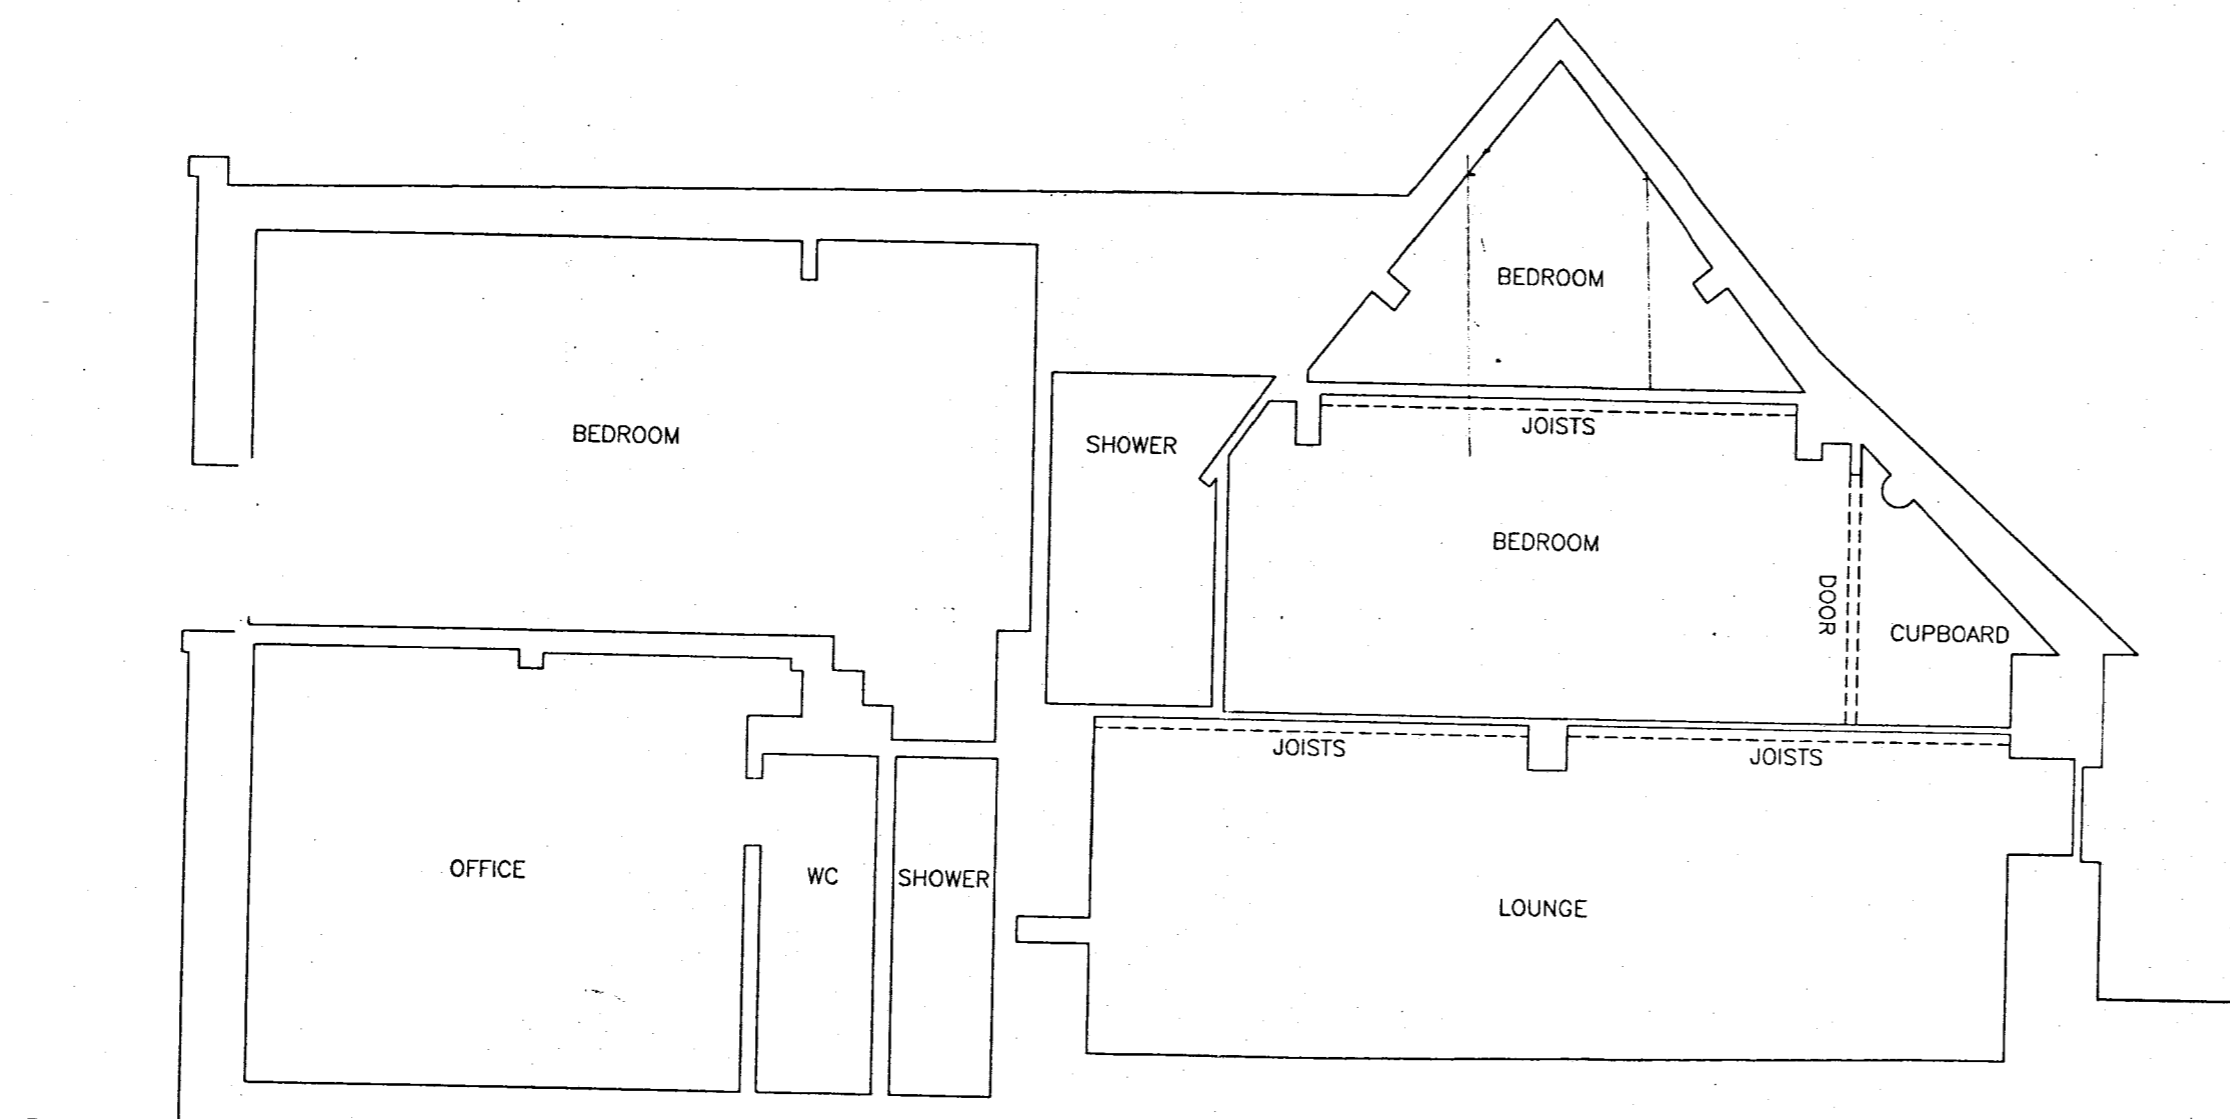 BEDROOM
JOISTS
BEDROOM
SHOWER
BEDROOM
DOOR
CUPBOARD
JOISTS
JOISTS
OFFICE
WC
SHOWER
LOUNGE